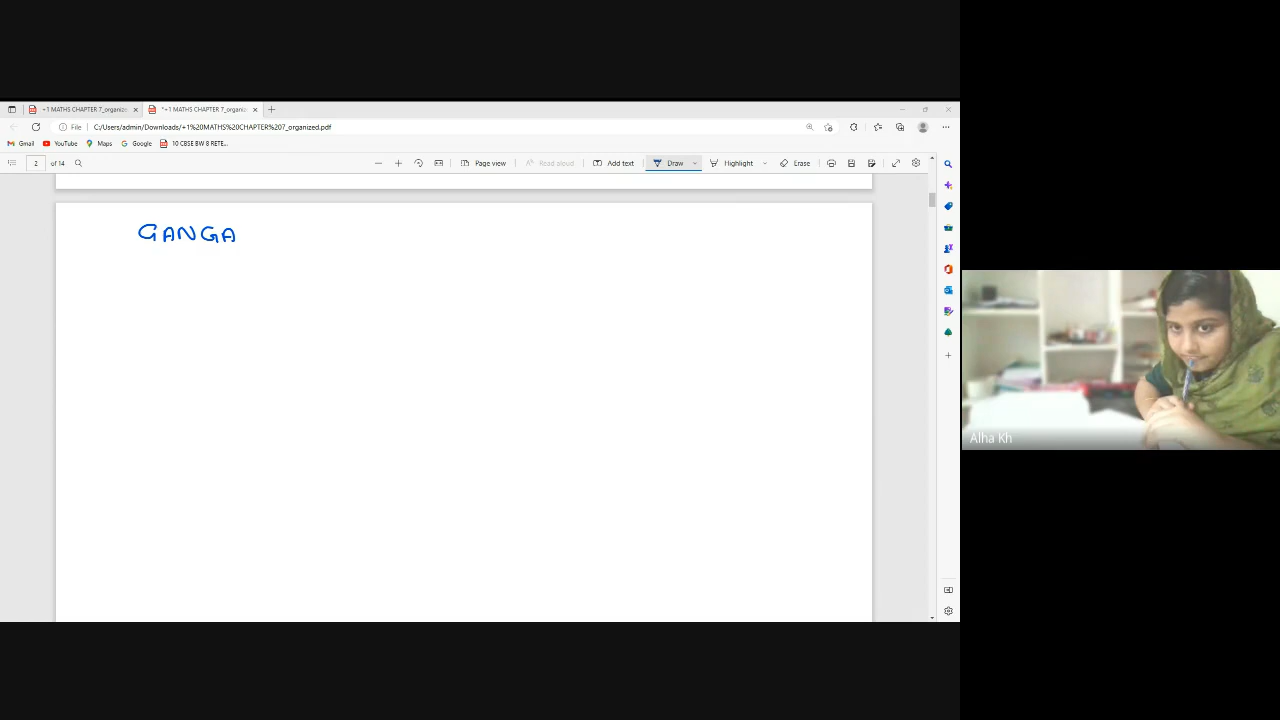 +1 MATHS CHAPTER 7_organiz
*+1 MATHS CHAPTER 7_organiz
File
C:/Users/admin/Downloads/+1%20MATHS%20CHAPTER%207_organized.pdf
Gmail
YouTube
Maps
Google
10 CBSE BW 8 RETE...
2 of 14
Page view
Read aloud
Add text
Draw
Highlight
Erase
GANGA
Alha Kh